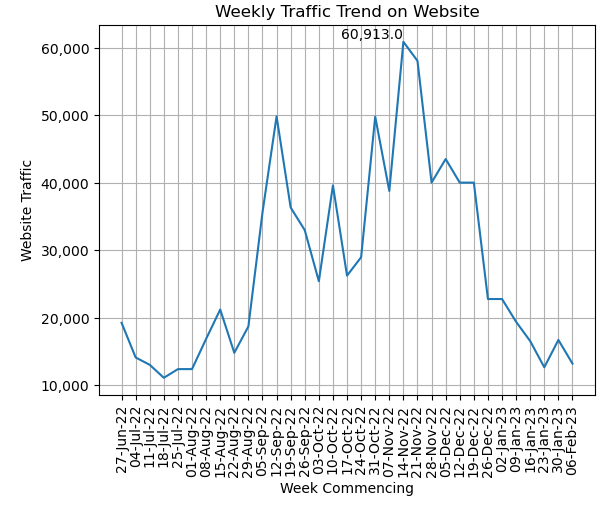 Weekly Traffic Trend on Website
60,913.0
60,000
50,000
40,000
30,000
20,000
10,000
Website Traffic
27-Jun-22
04-Jul-22
11-Jul-22
18-Jul-22
25-Jul-22
01-Aug-22
08-Aug-22
15-Aug-22
22-Aug-22
29-Aug-22
05-Sep-22
12-Sep-22
19-Sep-22
26-Sep-22
03-Oct-22
10-Oct-22
17-Oct-22
24-Oct-22
31-Oct-22
07-Nov-22
14-Nov-22
21-Nov-22
28-Nov-22
05-Dec-22
12-Dec-22
19-Dec-22
26-Dec-22
02-Jan-23
09-Jan-23
16-Jan-23
23-Jan-23
30-Jan-23
06-Feb-23
Week Commencing